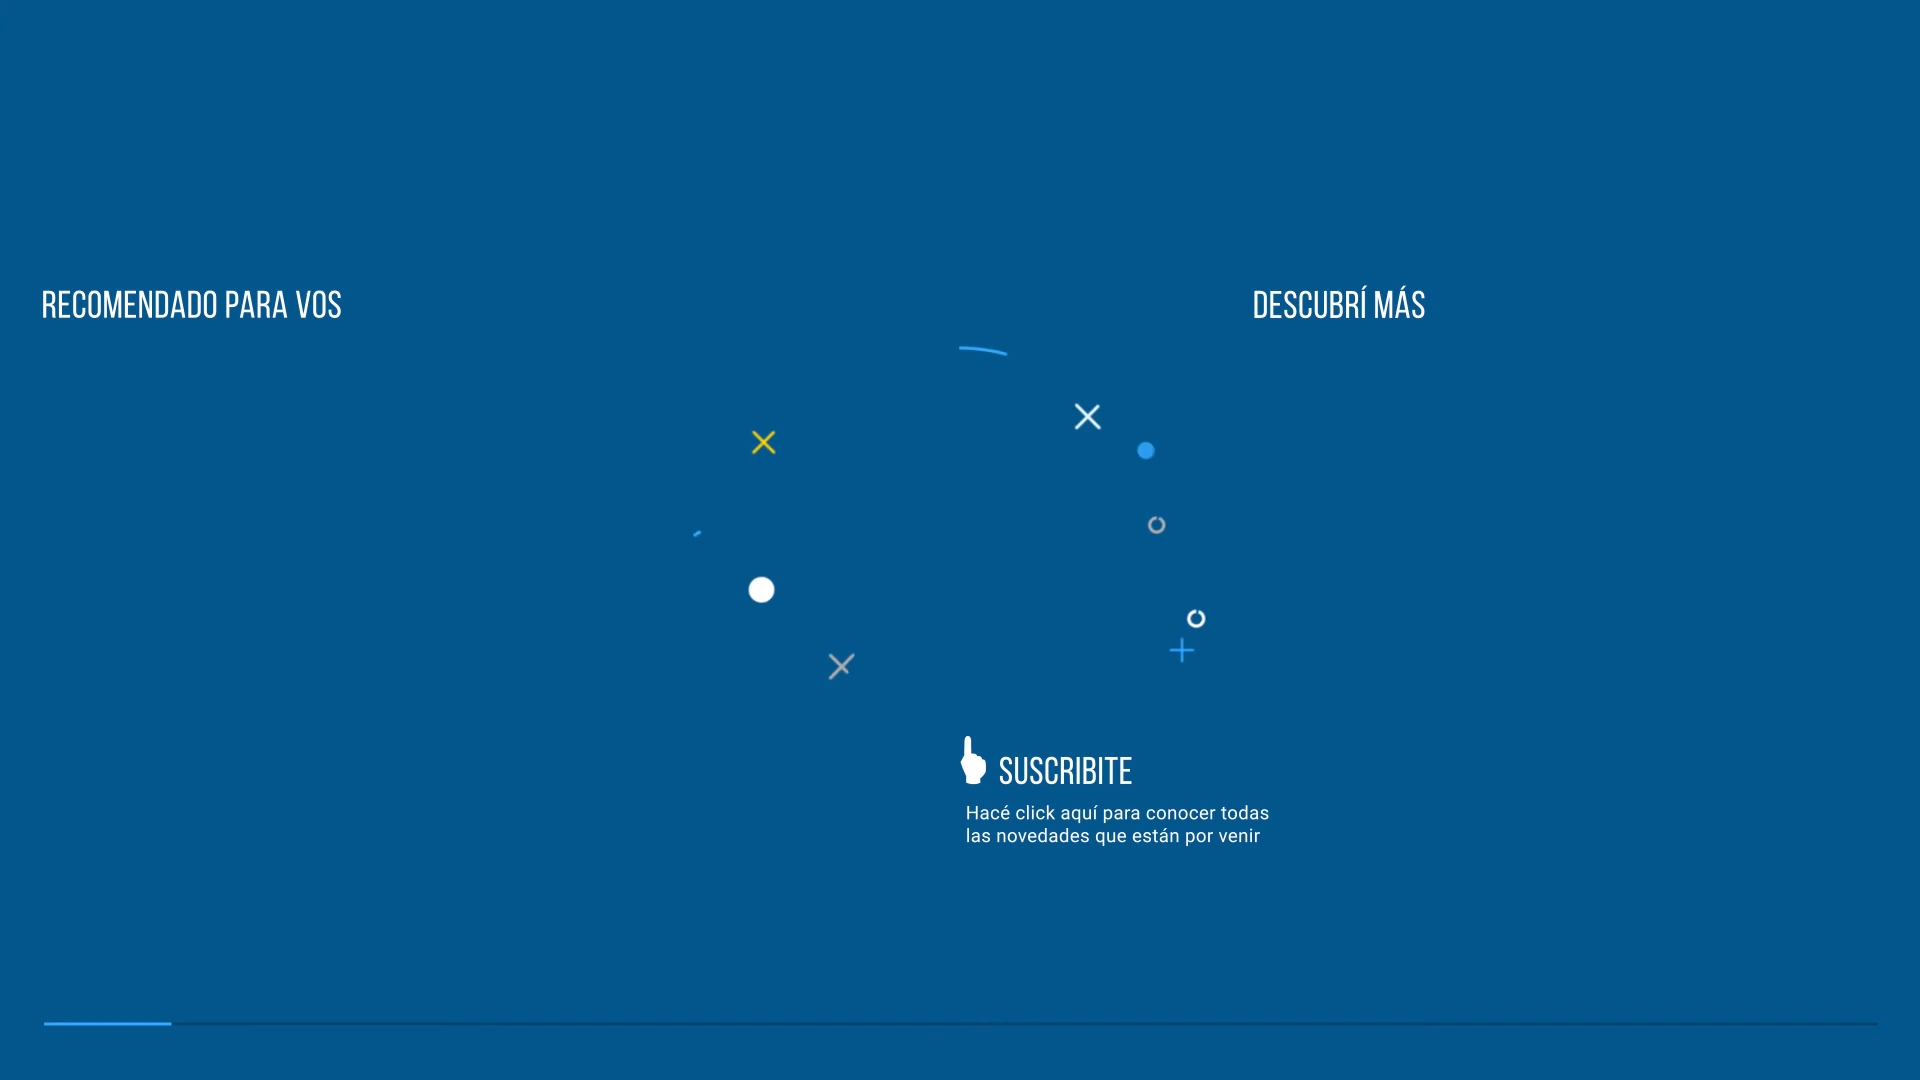 RECOMENDADO PARA VOS
DESCUBRÍ MÁS
SUSCRIBITE
Hacé click aquí para conocer todas
las novedades que están por venir